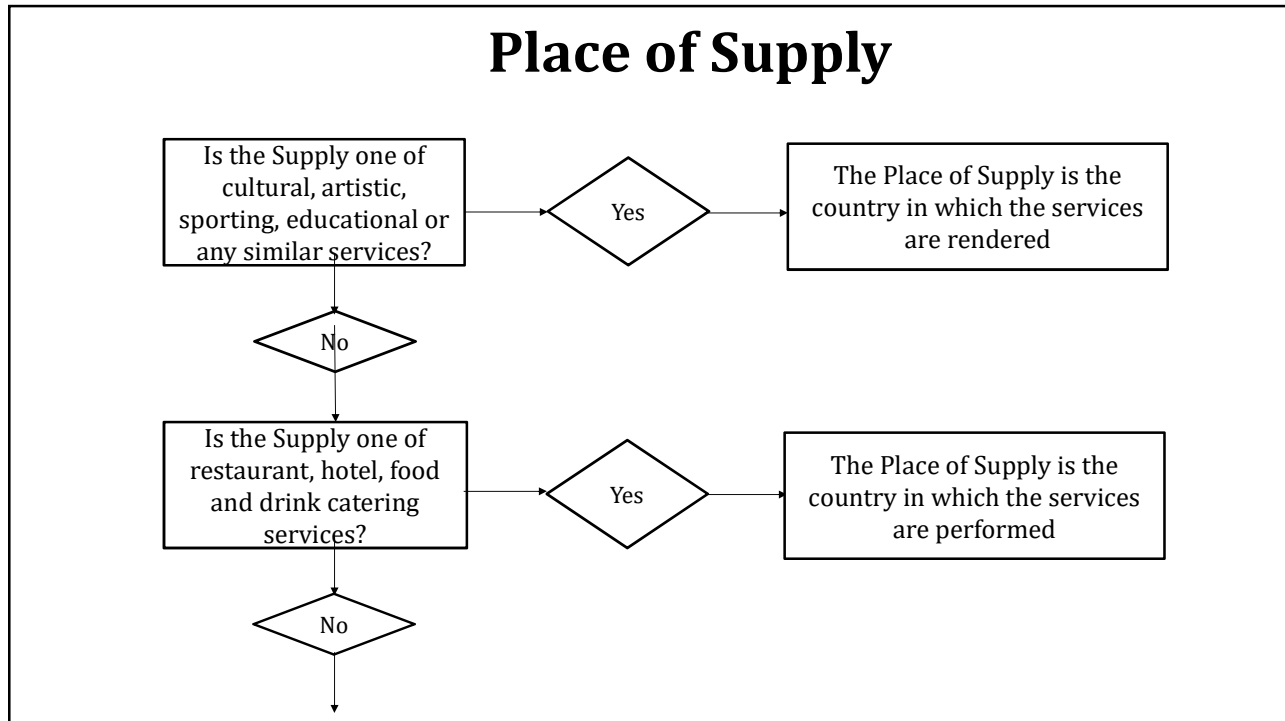 Place of Supply
Is the Supply one of
cultural, artistic,
sporting, educational or
any similar services?
Yes
The Place of Supply is the
country in which the services
are rendered
No
Is the Supply one of
restaurant, hotel, food
and drink catering
services?
Yes
The Place of Supply is the
country in which the services
are performed
No